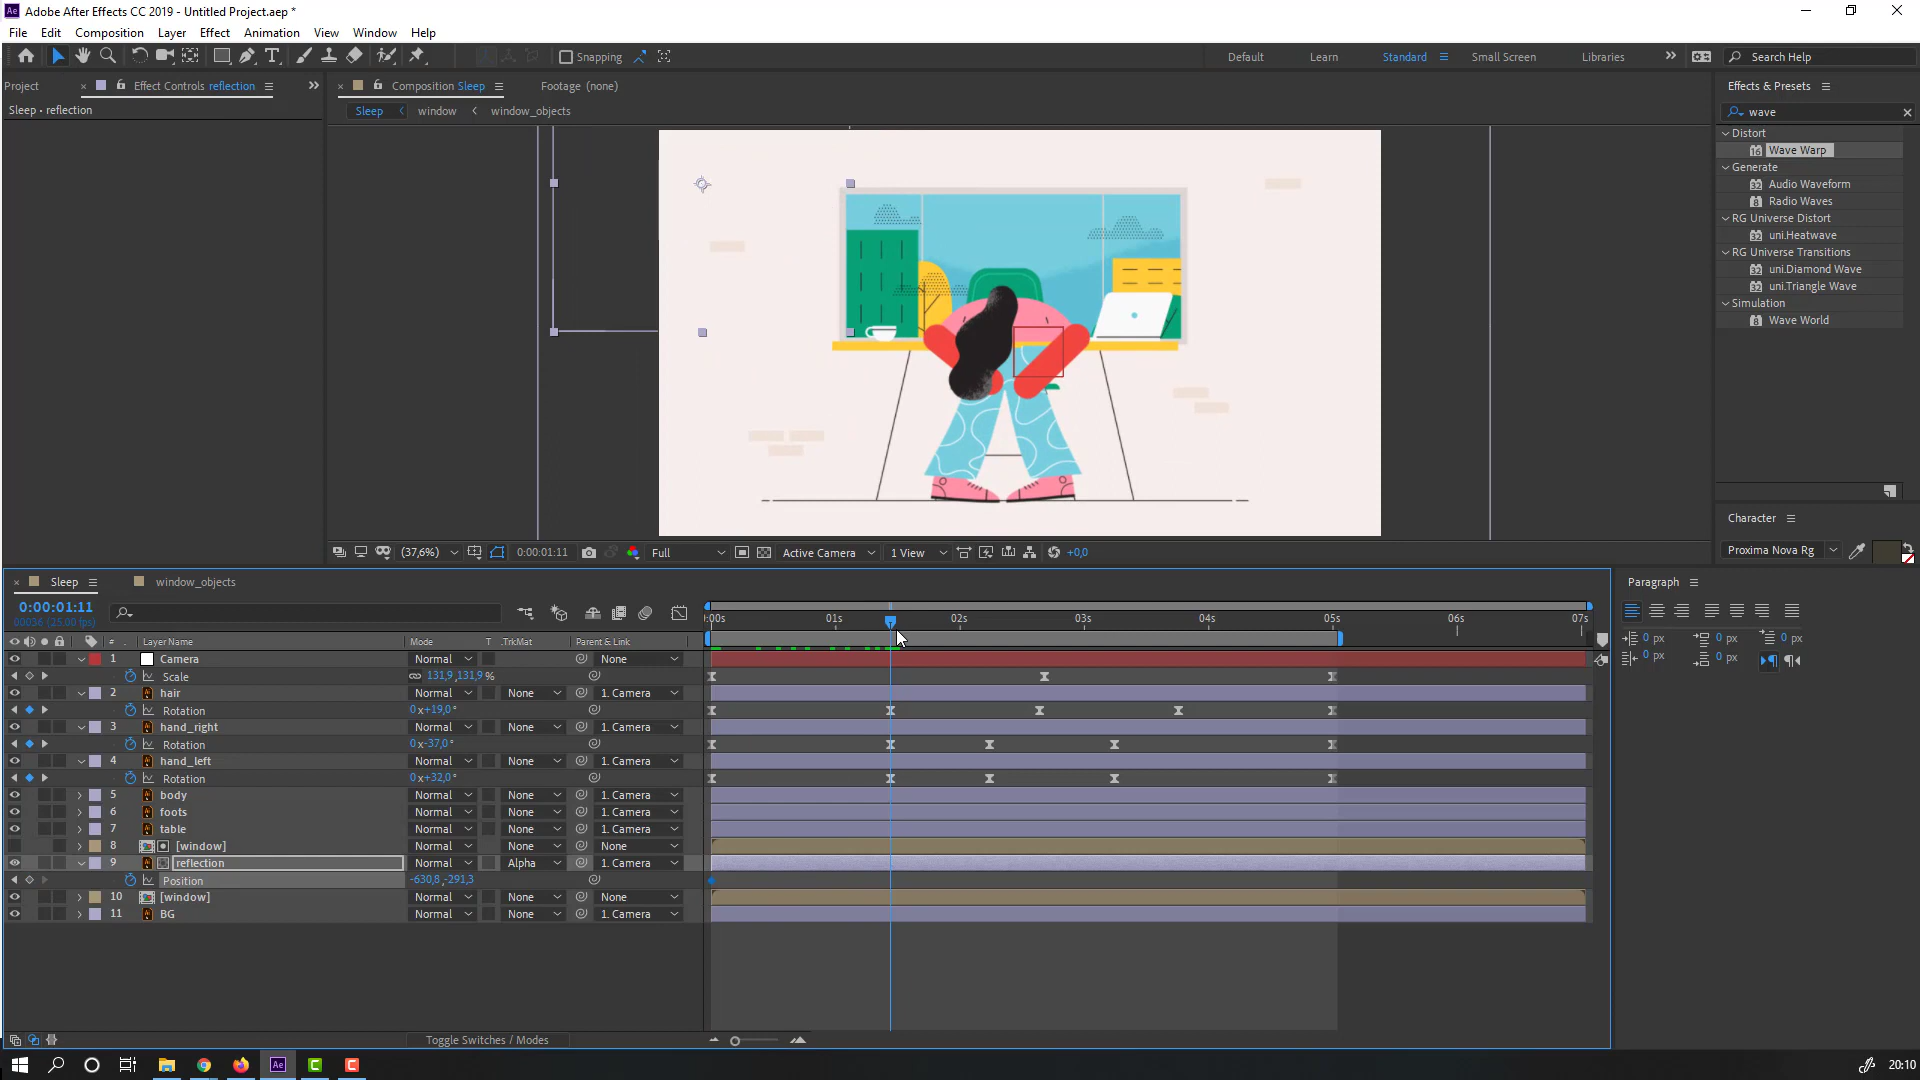 Adobe After Effects CC 2019 - Untitled Project.aep *
File Edit Composition Layer Effect Animation View Window Help
Snapping
Default Learn Standard Small Screen Libraries
Search Help
Project
Effect Controls reflection
Sleep • reflection
Composition Sleep
Footage (none)
Sleep window window_objects
Effects & Presets
wave
Distort
Wave Warp
Generate
Audio Waveform
Radio Waves
RG Universe Distort
uni.Heatwave
RG Universe Transitions
uni.Diamond Wave
uni.Triangle Wave
Simulation
Wave World
Character
Proxima Nova Rg
(37,6%) 0:00:01:11 Full Active Camera 1 View +0,0
Sleep
window_objects
Paragraph
0:00:01:11
00036 (25.00 fps)
:00s 01s 02s 03s 04s 05s 06s 07s
# Layer Name Mode T .TrkMat Parent & Link
0 px 0 px 0 px
0 px 0 px
1 Camera Normal None
Scale 131,9 ,131,9 %
2 hair Normal None 1. Camera
Rotation 0 x+19,0°
3 hand_right Normal None 1. Camera
Rotation 0 x-37,0°
4 hand_left Normal None 1. Camera
Rotation 0 x+32,0°
5 body Normal None 1. Camera
6 foots Normal None 1. Camera
7 table Normal None 1. Camera
8 [window] Normal None None
9 reflection Normal Alpha 1. Camera
Position -630,8 ,-291,3
10 [window] Normal None None
11 BG Normal None 1. Camera
Toggle Switches / Modes
20:10